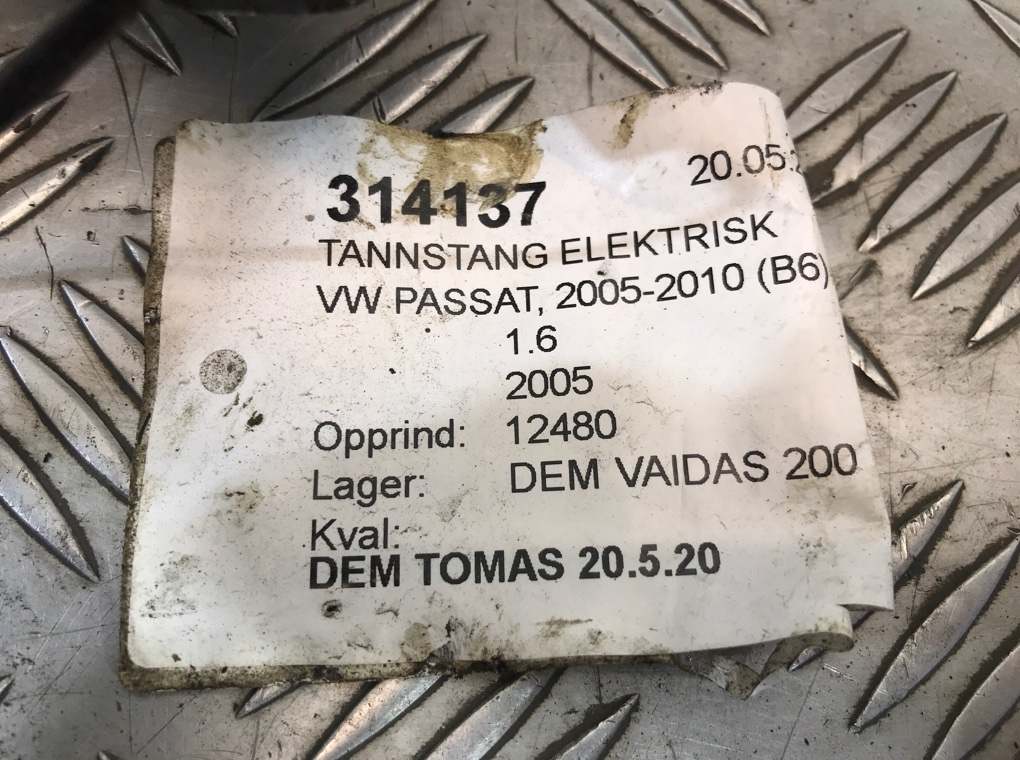 20.05.
314137
TANNSTANG ELEKTRISK
VW PASSAT, 2005-2010 (B6)
1.6
2005
Opprind: 12480
Lager: DEM VAIDAS 200
Kval:
DEM TOMAS 20.5.20